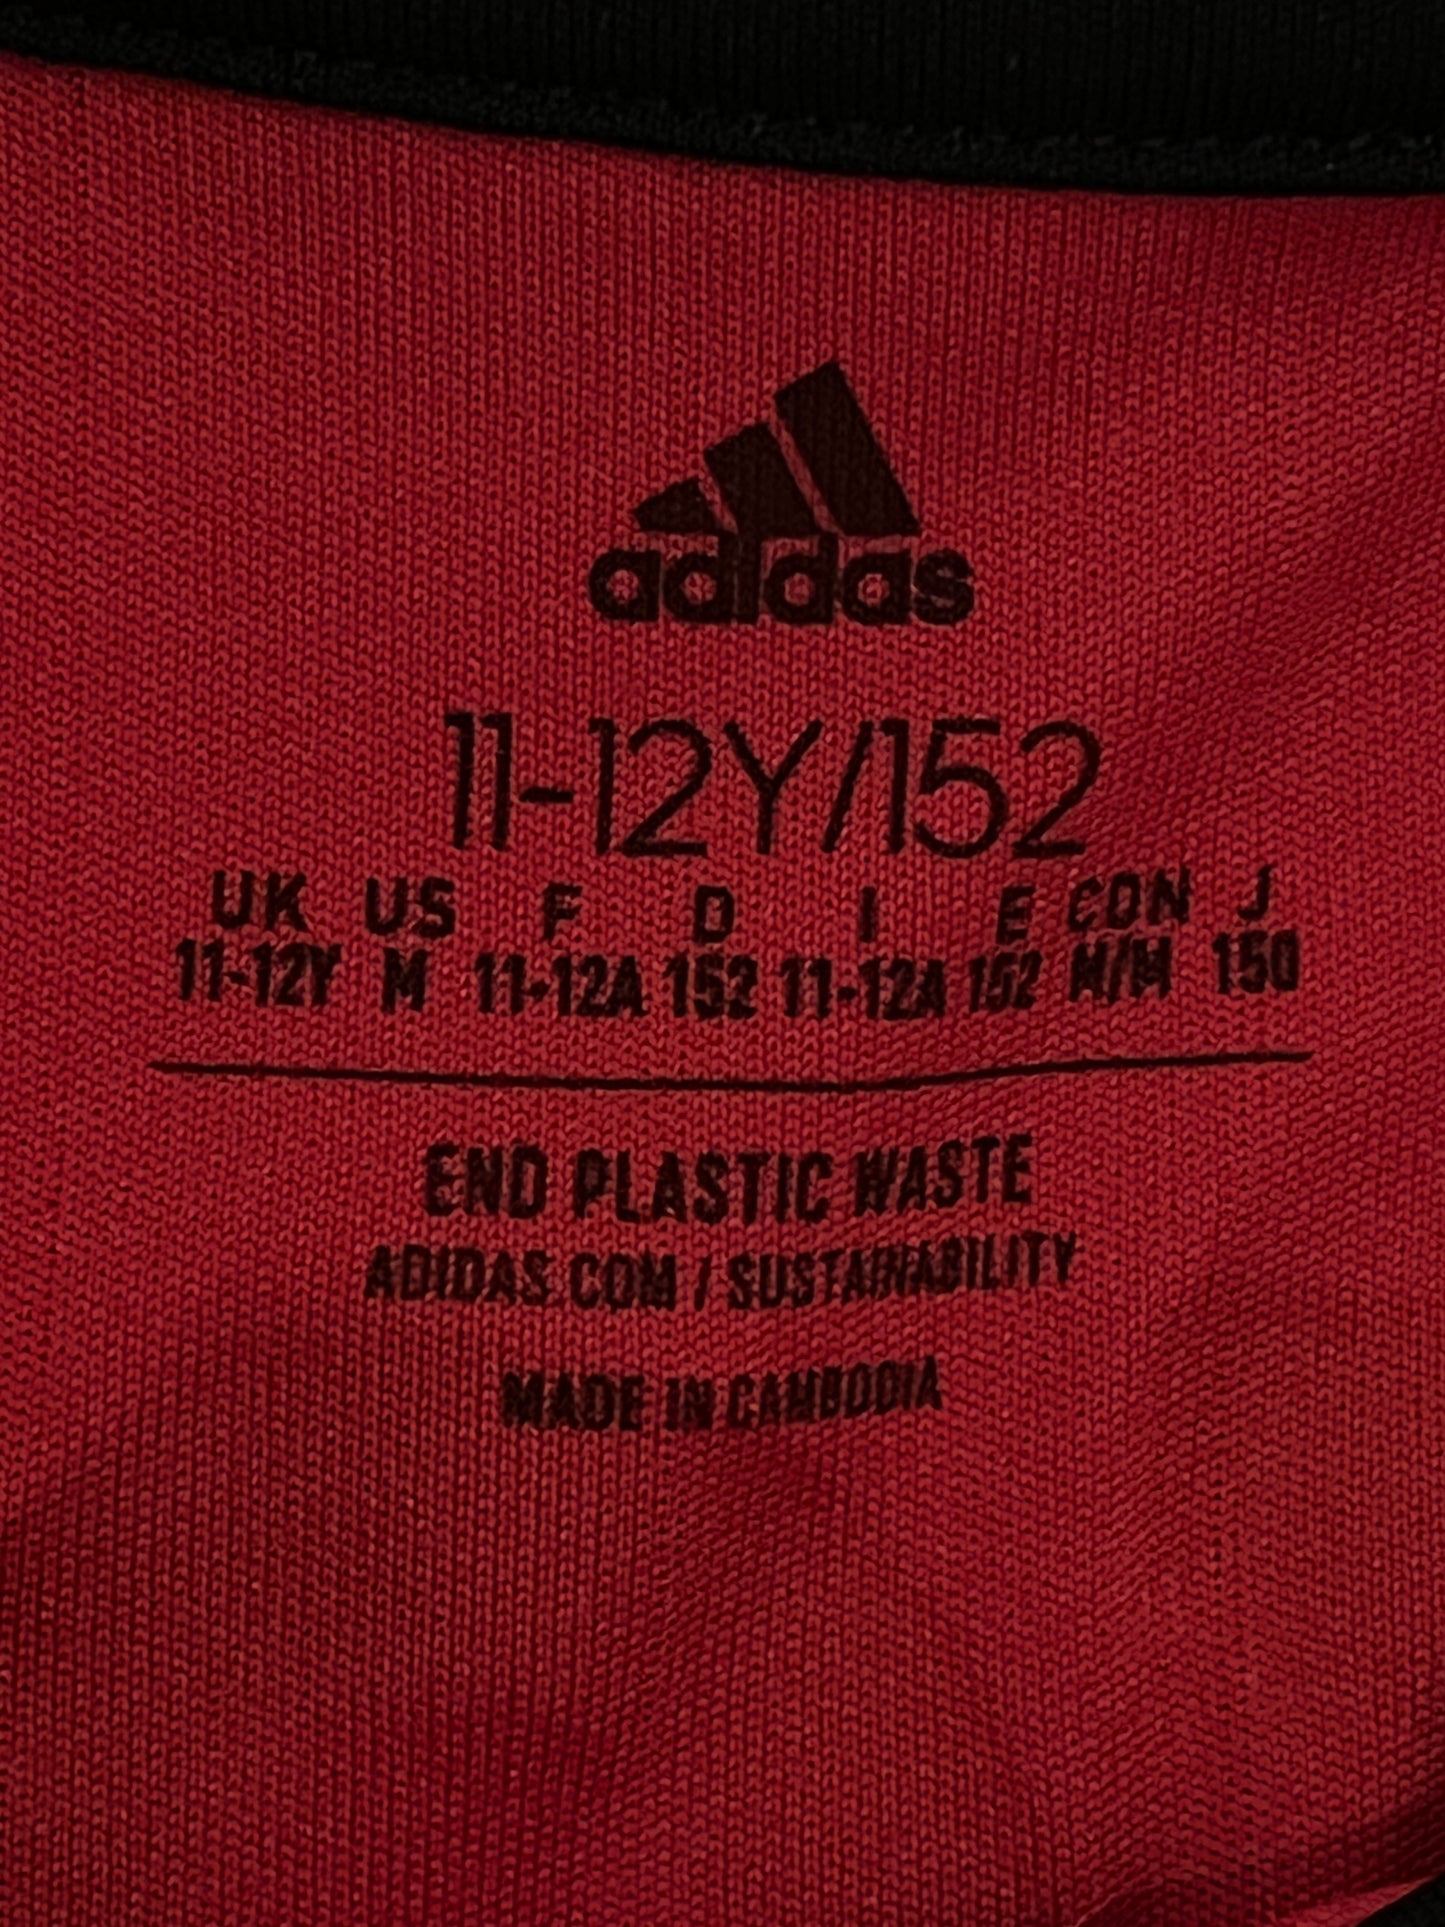 adidas
11-12Y/152
UK US F D I E CDN J
11-12Y M 11-12A 152 11-12A 152 M/M 150
END PLASTIC WASTE
ADIDAS.COM / SUSTAINABILITY
MADE IN CAMBODIA